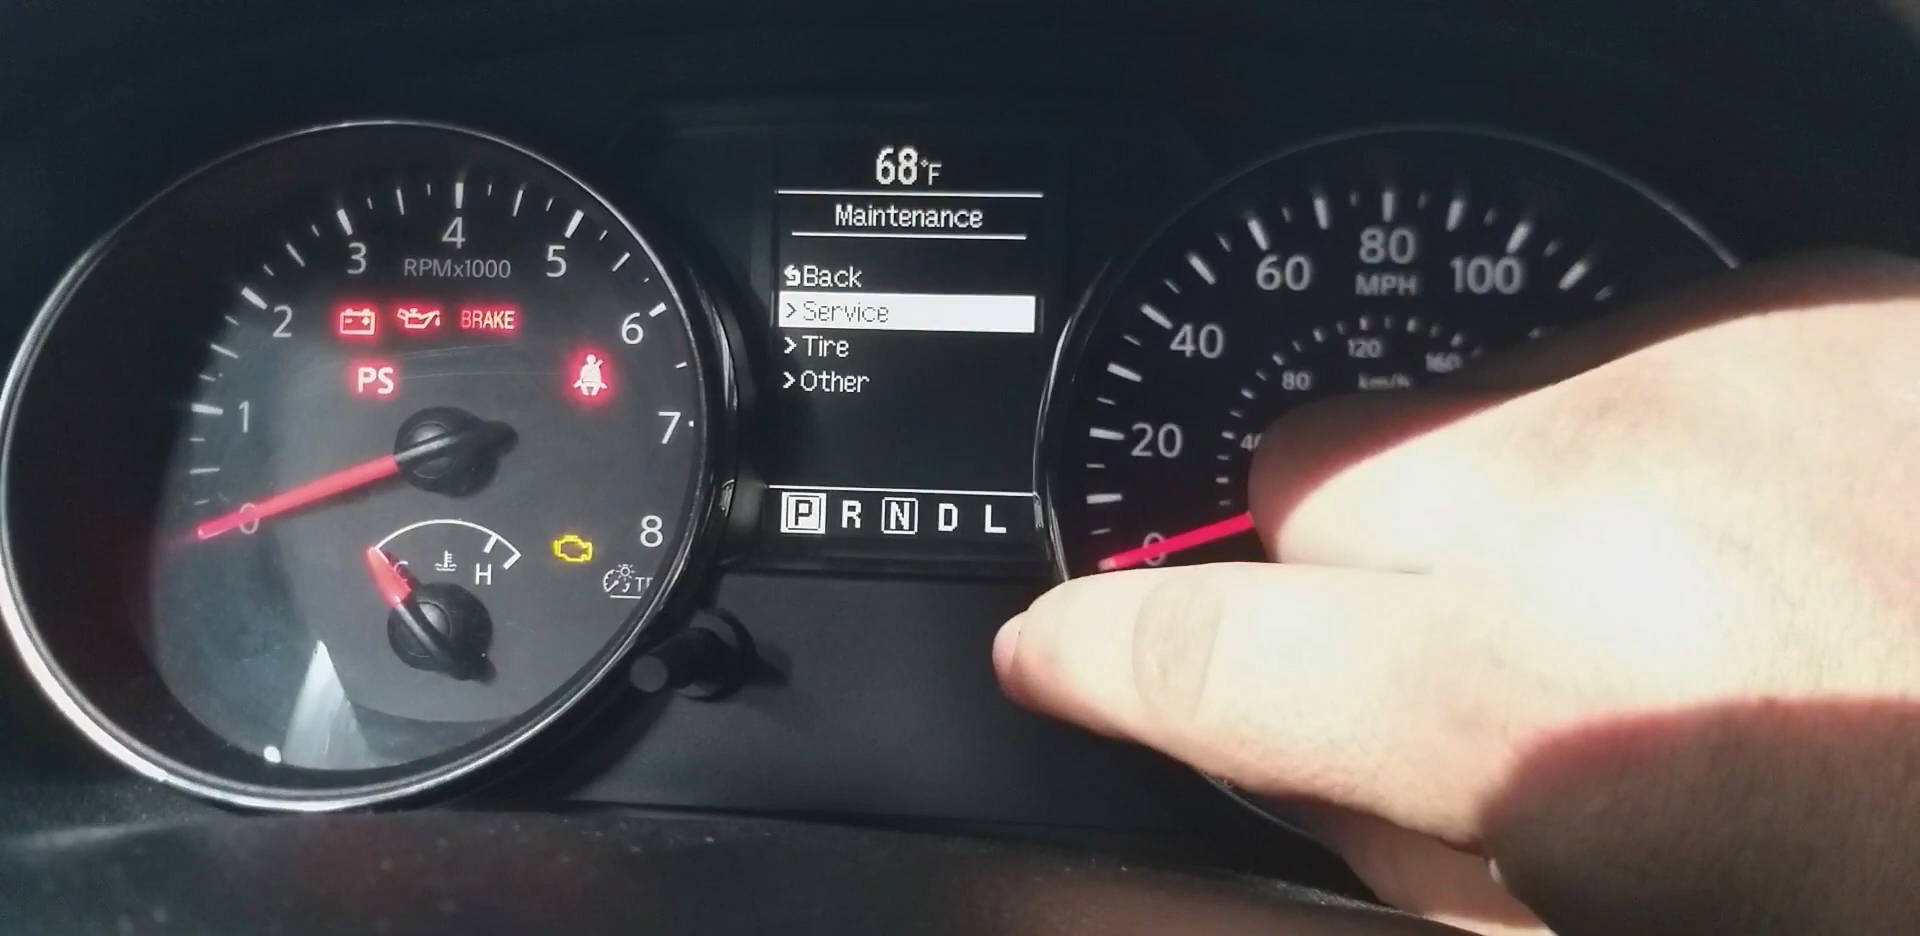 68°F
Maintenance
Back
> Service
> Tire
> Other
P R N D L
1
2
3
4
5
6
7
8
0
RPMx1000
BRAKE
PS
C H
0
20
40
60
80
100
MPH
80
120
160
km/h